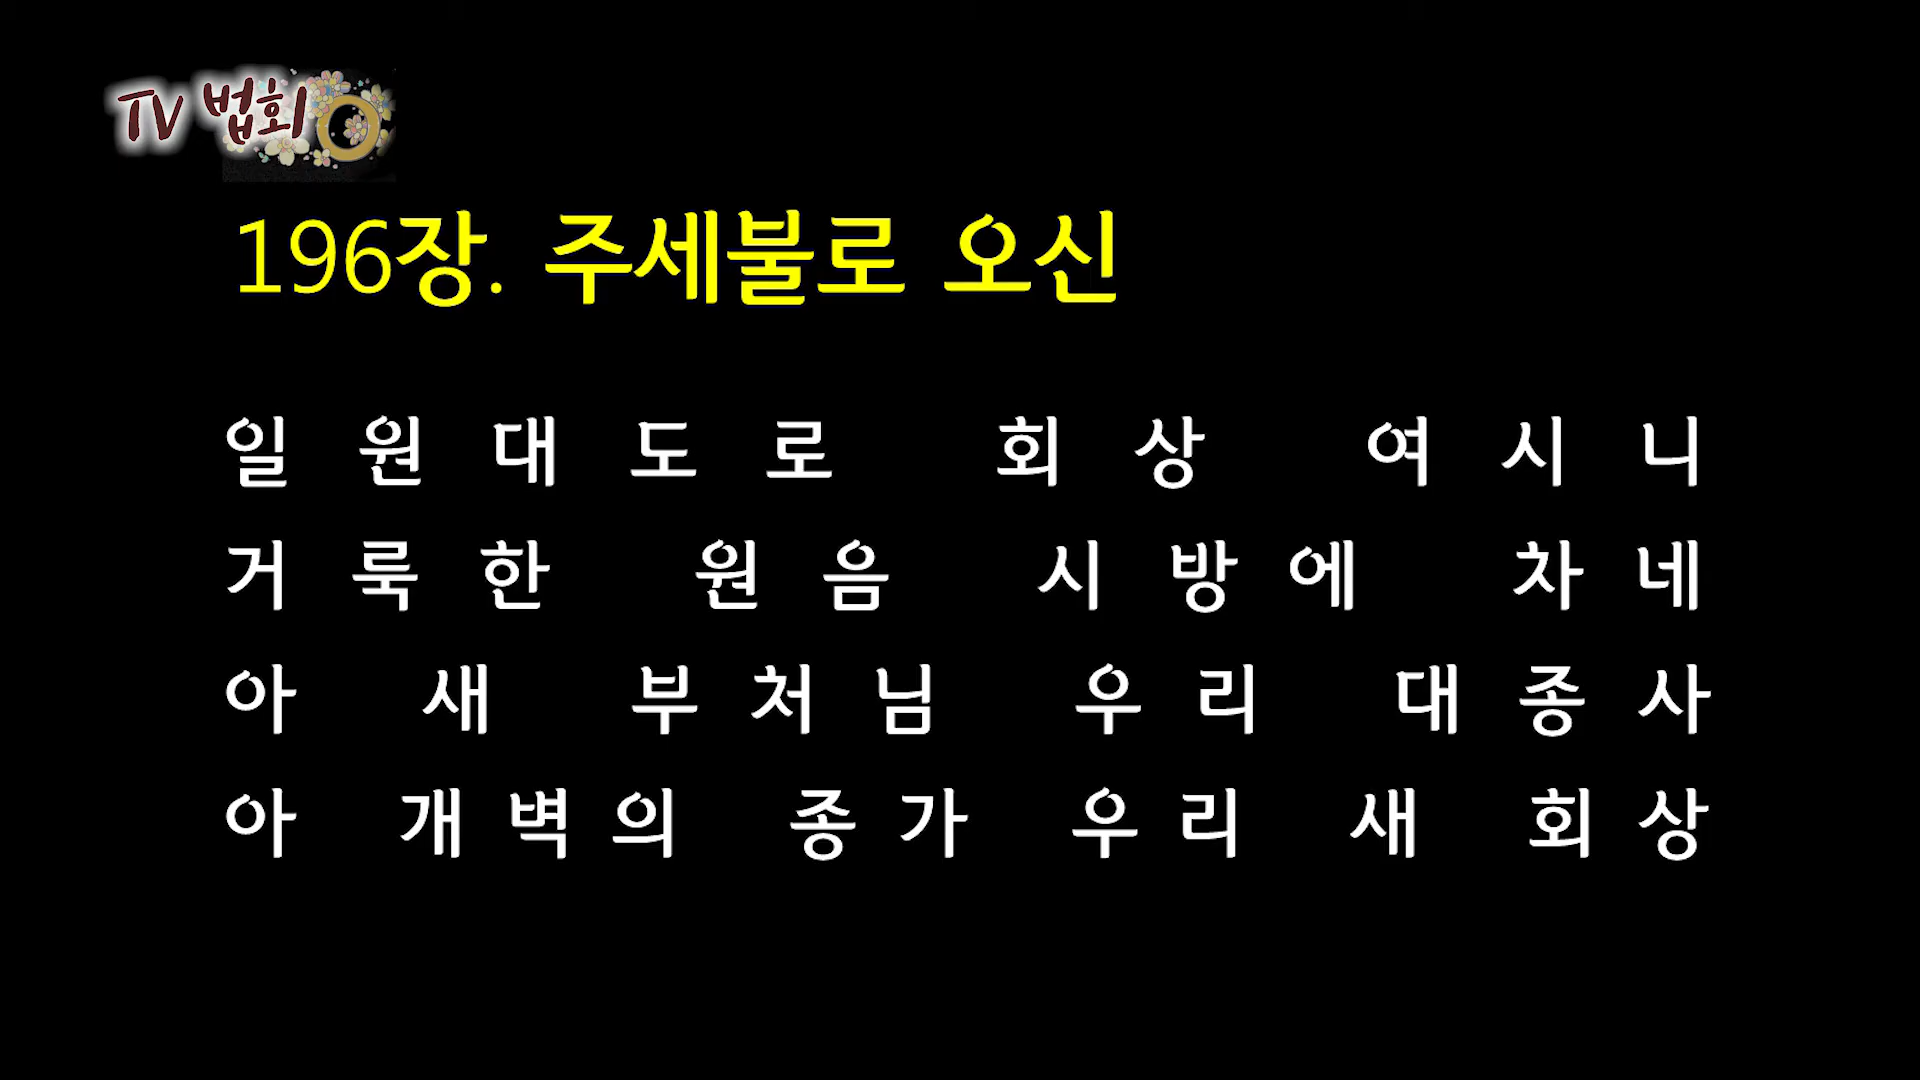 TV 법회
196장. 주세불로 오신
일원대도로 회상 여시니
거룩한 원음 시방에 차네
아 새 부처님 우리 대종사
아 개벽의 종가 우리 새 회상